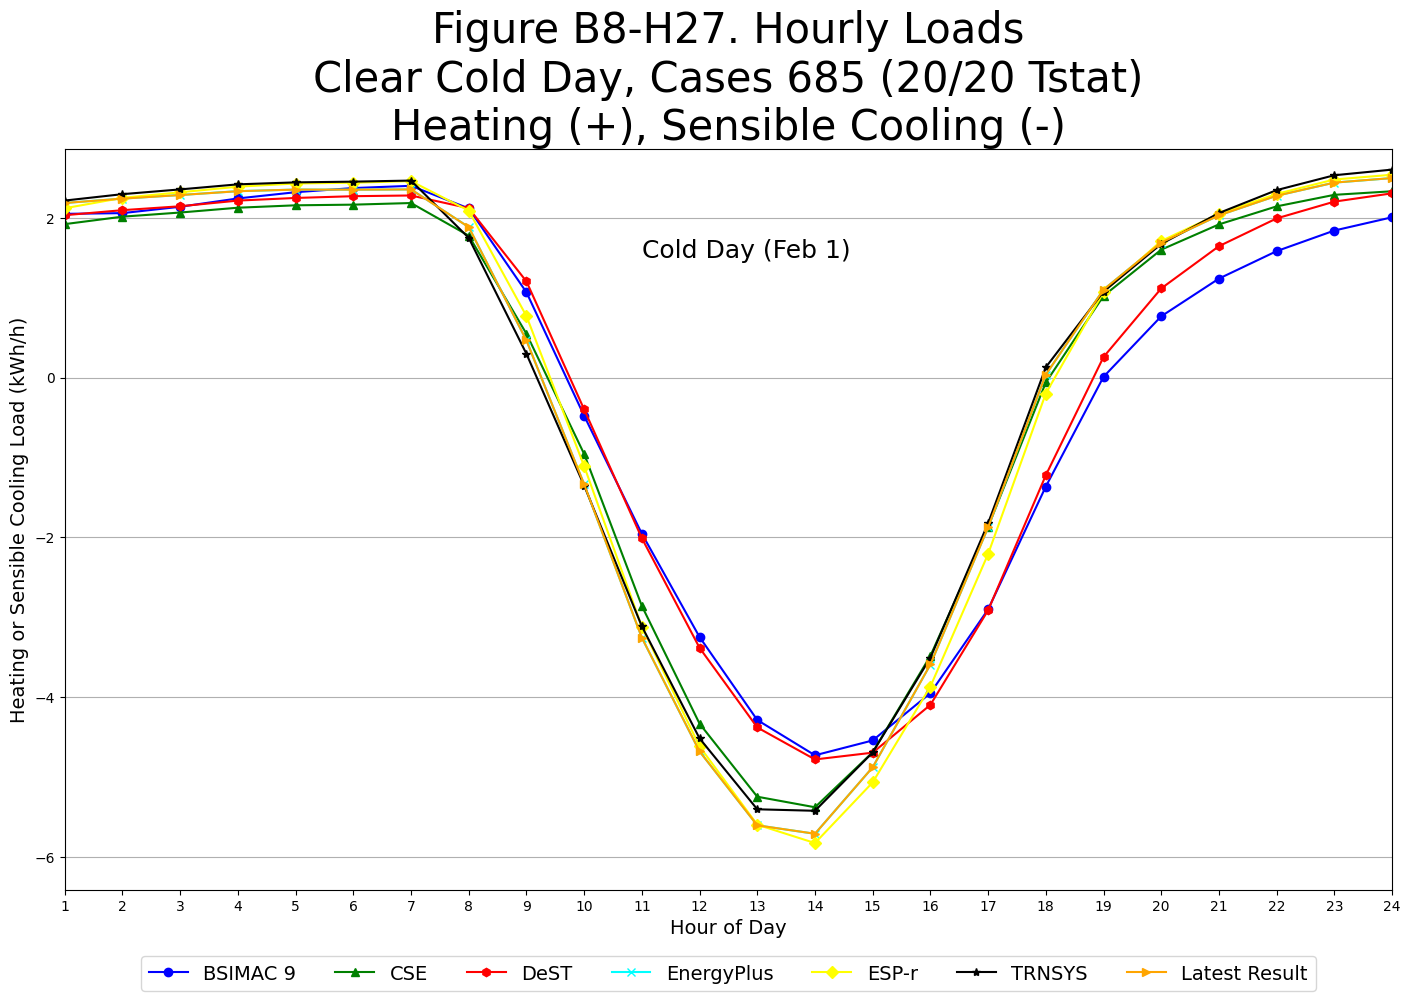 Figure B8-H27. Hourly Loads
Clear Cold Day, Cases 685 (20/20 Tstat)
Heating (+), Sensible Cooling (-)
Heating or Sensible Cooling Load (kWh/h)
2
0
−2
−4
−6
Cold Day (Feb 1)
1 2 3 4 5 6 7 8 9 10 11 12 13 14 15 16 17 18 19 20 21 22 23 24
Hour of Day
BSIMAC 9 CSE DeST EnergyPlus ESP-r TRNSYS Latest Result